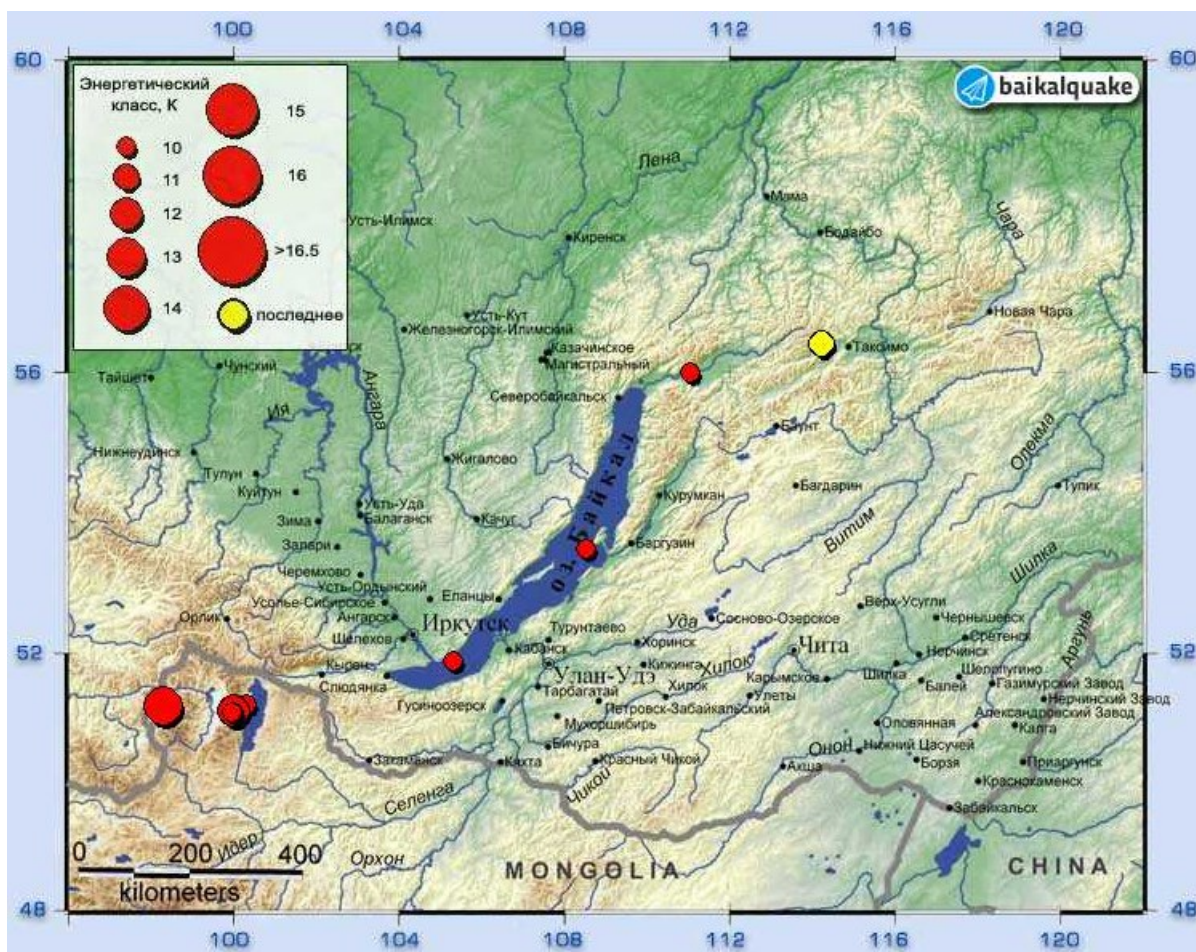 100 104 108 112 116 120
60 60
Энергетический
класс, К
15
10
11
16
12
13
>16.5
14
последнее
baikalquake
Лена
Мама
Усть-Илимск
Киренск
Бодайбо
Чара
Усть-Кут
Новая Чара
Железногорск-Илимский
Казачинское
Таксимо
Магистральный
Чунский
56 56
Тайшет
Ангара
Северобайкальск
Ия
Баунт
Олекма
Нижнеудинск
Жигалово
Тулун
Куйтун
Багдарин
Тупик
Курумкан
Усть-Уда
Балаганск
Зима
Качуг
оз. Байкал
Витим
Залари
Баргузин
Шилка
Черемхово
Усть-Ордынский
Усолье-Сибирское
Еланцы
Верх-Усугли
Орлик
Ангарск
Уда
Сосново-Озерское
Чернышевск
Аргунь
Иркутск
Турунтаево
Шелехов
Хоринск
Сретенск
52 52
Кабанск
Чита
Нерчинск
Кырен
Улан-Удэ
Кижинга
Хилок
Карымское
Шилка
Шелопугино
Слюдянка
Тарбагатай
Хилок
Улеты
Балей
Газимурский Завод
Гусиноозерск
Петровск-Забайкальский
Нерчинский Завод
Мухоршибирь
Оловянная
Александровский Завод
Калга
Бичура
Онон
Нижний Цасучей
Закаменск
Кяхта
Красный Чикой
Акша
Борзя
Приаргунск
Чикой
Краснокаменск
Селенга
Забайкальск
Идер
Орхон
0 200 400
kilometers
MONGOLIA
CHINA
48 48
100 104 108 112 116 120